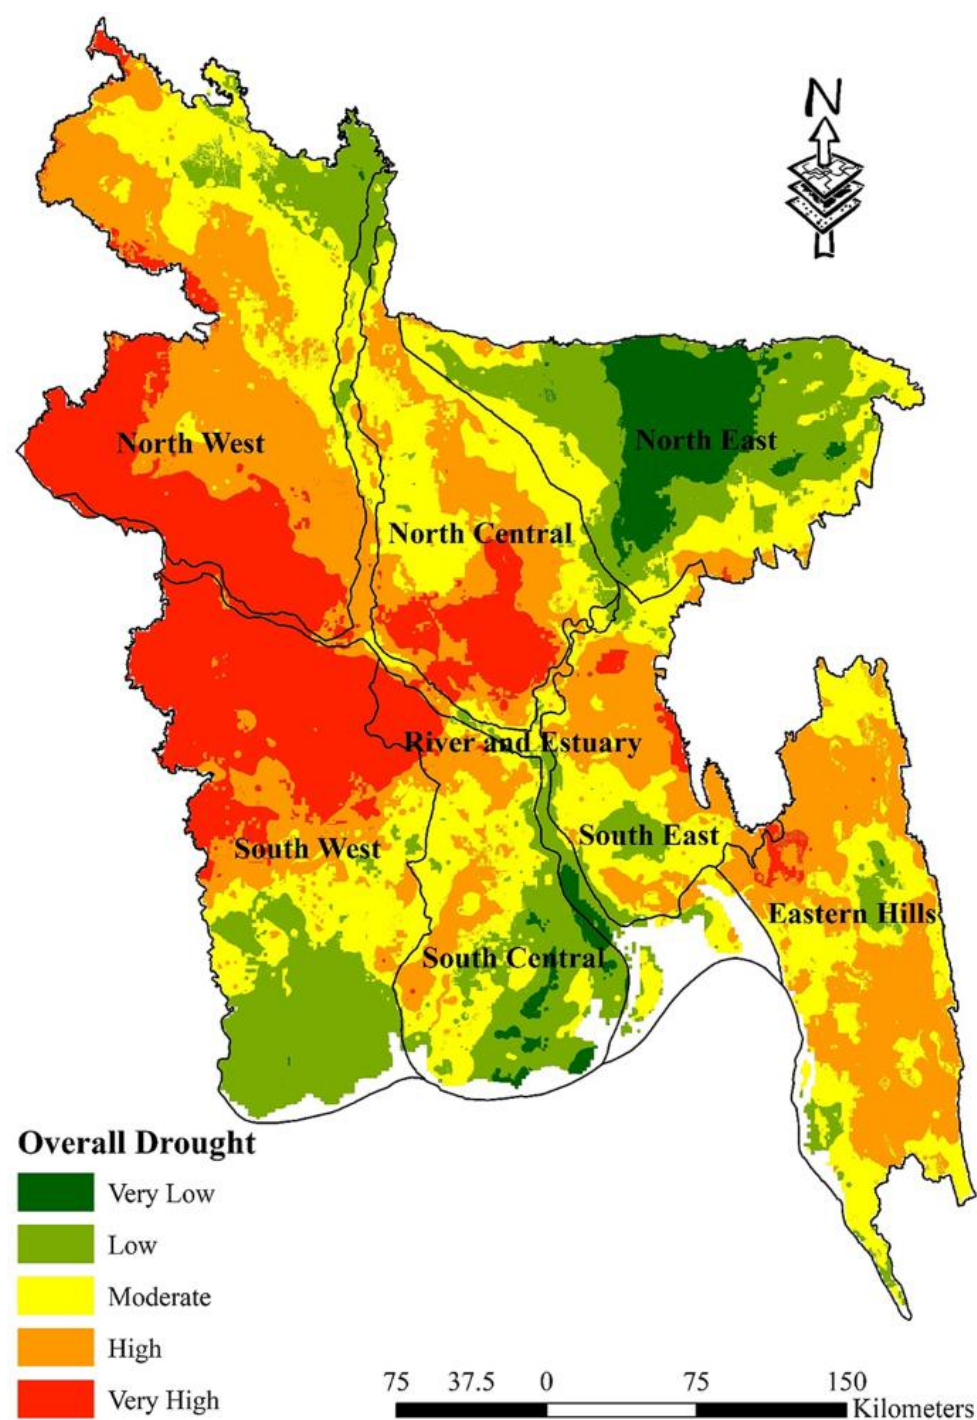 N
North West
North East
North Central
River and Estuary
South East
South West
Eastern Hills
South Central
Overall Drought
Very Low
Low
Moderate
High
Very High
75 37.5 0 75 150
Kilometers